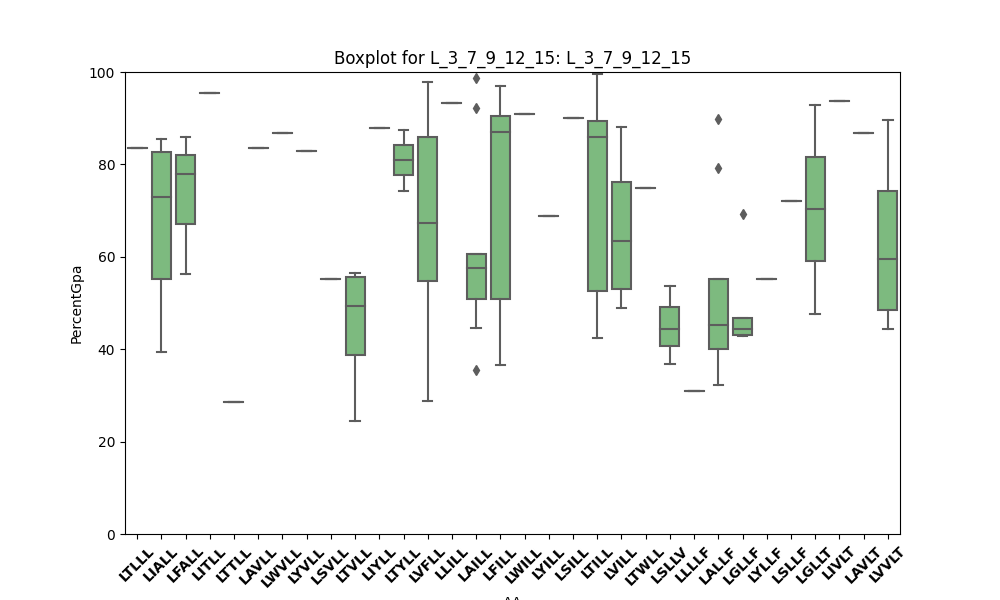 Boxplot for L_3_7_9_12_15: L_3_7_9_12_15
100
80
60
40
20
0
PercentGpa
LTLLL
LIALL
LFALL
LITLL
LTTLL
LAVLL
LWVLL
LYVLL
LSVLL
LTVLL
LIYLL
LTYLL
LVFLL
LLILL
LAILL
LFILL
LWILL
LYILL
LSILL
LTILL
LVILL
LTWLL
LSLLV
LLLLF
LALLF
LGLLF
LYLLF
LSLLF
LGLLT
LIVLT
LAVLT
LVVLT